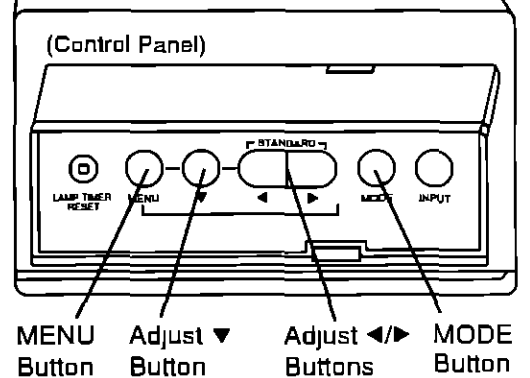 (Control Panel)
STANDARD
LAMP TIMER
RESET
MENU ▼ ◀ ▶ MODE INPUT
MENU Adjust ▼ Adjust ◀/▶ MODE
Button Button Buttons Button